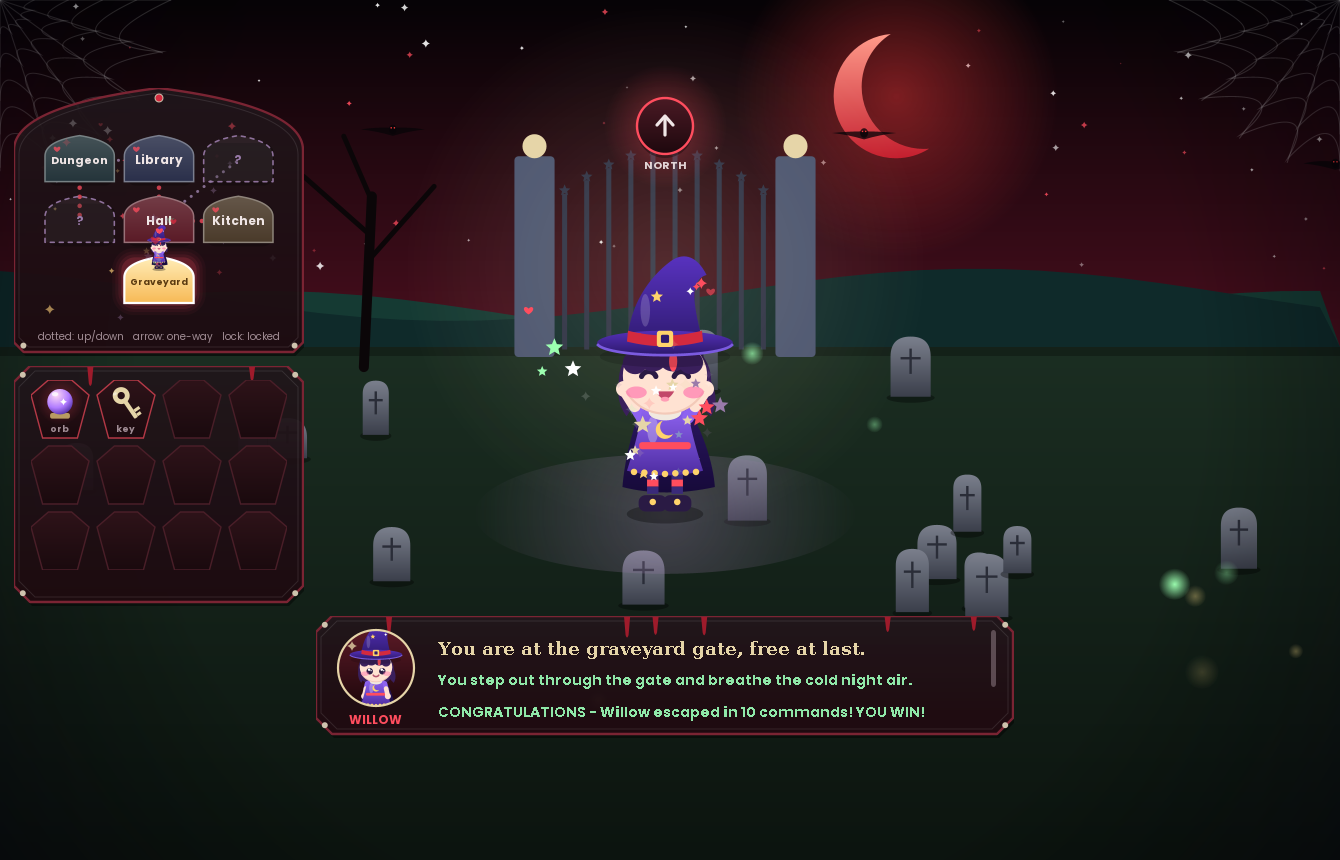 NORTH
Dungeon Library ?
? Hall Kitchen
Graveyard
dotted: up/down arrow: one-way lock: locked
orb key
You are at the graveyard gate, free at last.
You step out through the gate and breathe the cold night air.
CONGRATULATIONS - Willow escaped in 10 commands! YOU WIN!
WILLOW